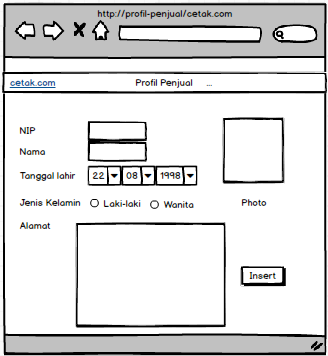 http://profil-penjual/cetak.com
cetak.com Profil Penjual ...
NIP
Nama
Tanggal lahir 22 08 1998
Jenis Kelamin Laki-laki Wanita Photo
Alamat
Insert